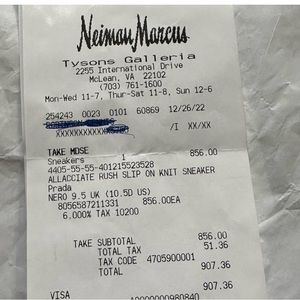 Neiman Marcus
Tysons Galleria
2255 International Drive
McLean, VA 22102
(703) 761-1600
Mon-Wed 11-7, Thur-Sat 11-8, Sun 12-6
254243 0023 0101 60869 12/26/22
XXXXXXXXXXXX /I XX/XX
TAKE MDSE
Sneakers 1 856.00
4405-55-55-401215523528
ALLACCIATE RUSH SLIP ON KNIT SNEAKER
Prada
NERO 9.5 UK (10.5D US)
8056587211331 856.00EA
6.000% TAX 10200
TAKE SUBTOTAL 856.00
TOTAL TAX 51.36
TAX CODE 4705900001
TOTAL 907.36
VISA 907.36
A0000000980840